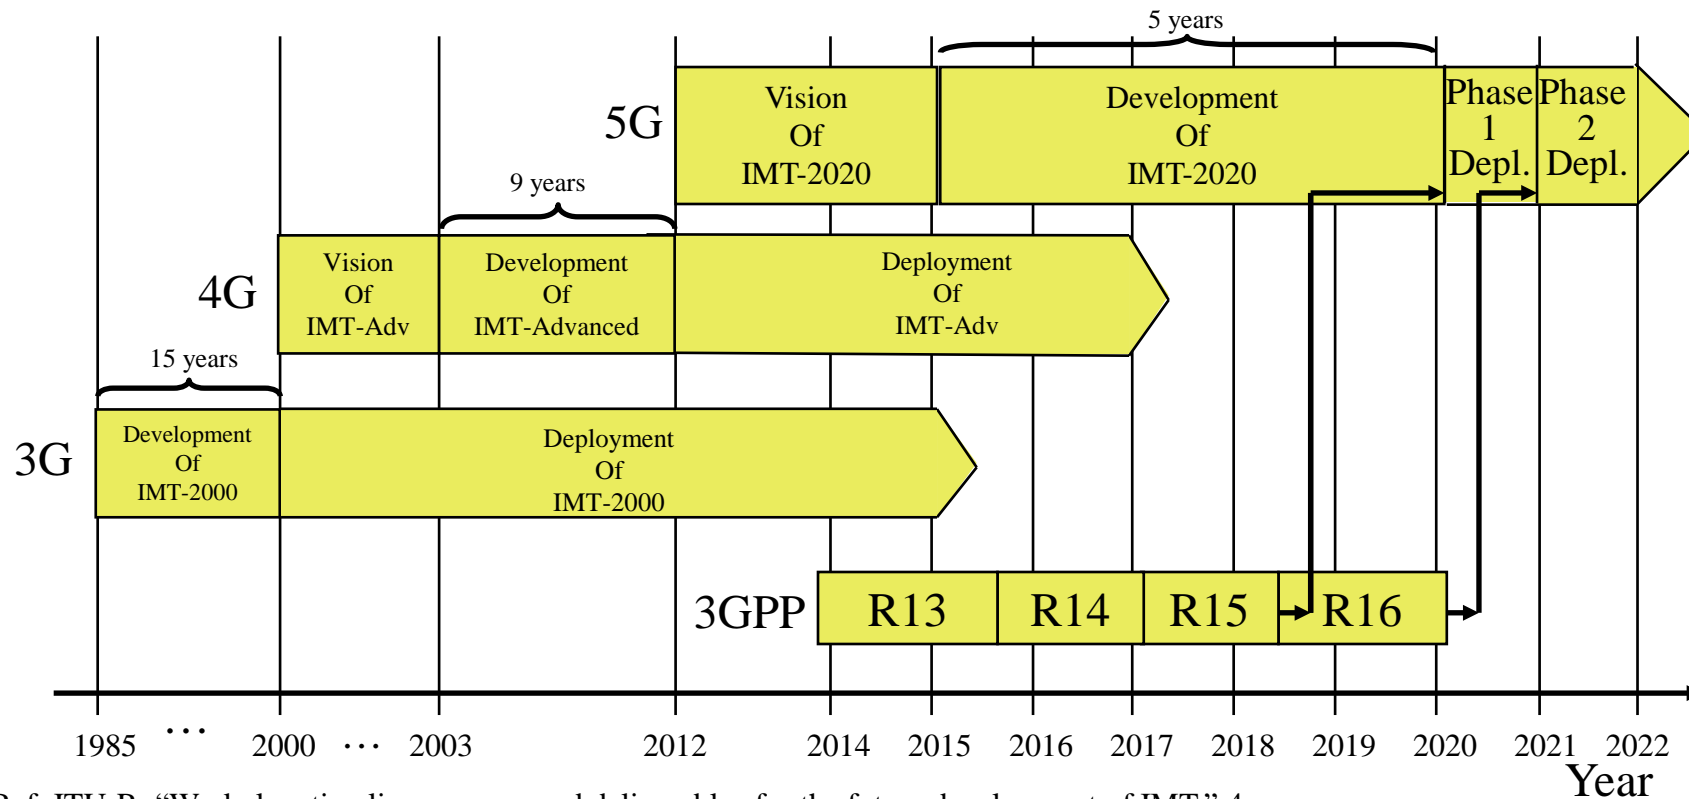 5 years
5G
Vision
Of
IMT-2020
Development
Of
IMT-2020
Phase
1
Depl.
Phase
2
Depl.
9 years
4G
Vision
Of
IMT-Adv
Development
Of
IMT-Advanced
Deployment
Of
IMT-Adv
15 years
3G
Development
Of
IMT-2000
Deployment
Of
IMT-2000
3GPP
R13
R14
R15
R16
1985 ... 2000 ... 2003 2012 2014 2015 2016 2017 2018 2019 2020 2021 2022
Year